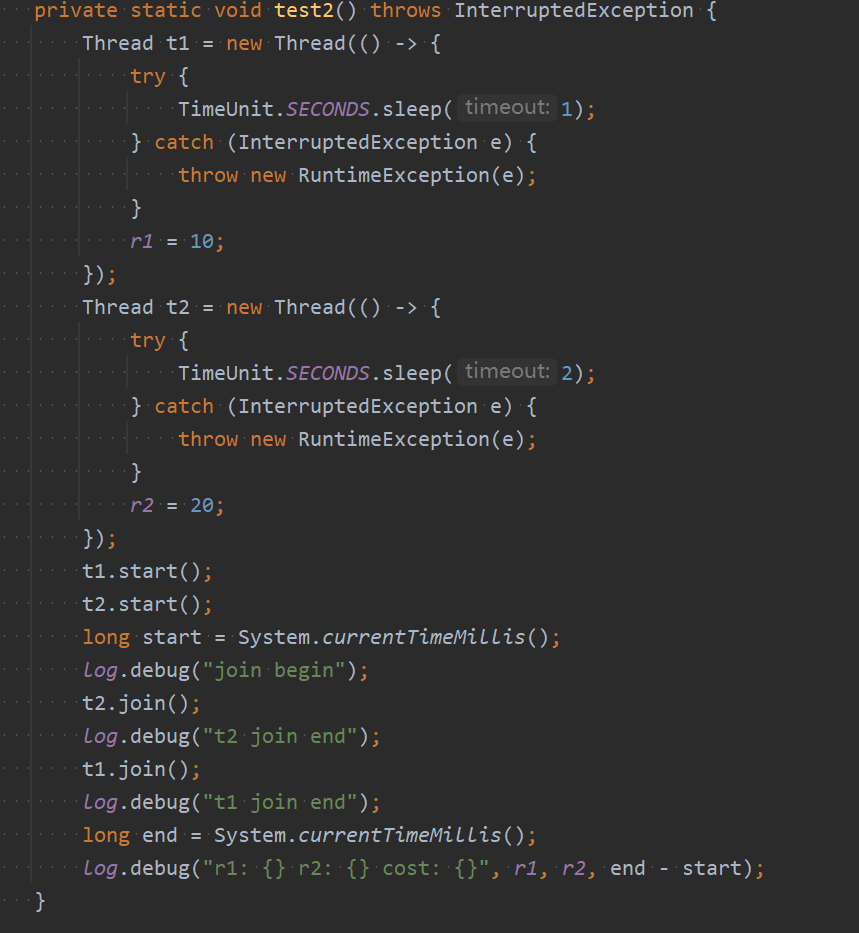 private static void test2() throws InterruptedException {
Thread t1 = new Thread(() -> {
try {
TimeUnit.SECONDS.sleep( timeout: 1);
} catch (InterruptedException e) {
throw new RuntimeException(e);
}
r1 = 10;
});
Thread t2 = new Thread(() -> {
try {
TimeUnit.SECONDS.sleep( timeout: 2);
} catch (InterruptedException e) {
throw new RuntimeException(e);
}
r2 = 20;
});
t1.start();
t2.start();
long start = System.currentTimeMillis();
log.debug("join begin");
t2.join();
log.debug("t2 join end");
t1.join();
log.debug("t1 join end");
long end = System.currentTimeMillis();
log.debug("r1: {} r2: {} cost: {}", r1, r2, end - start);
}